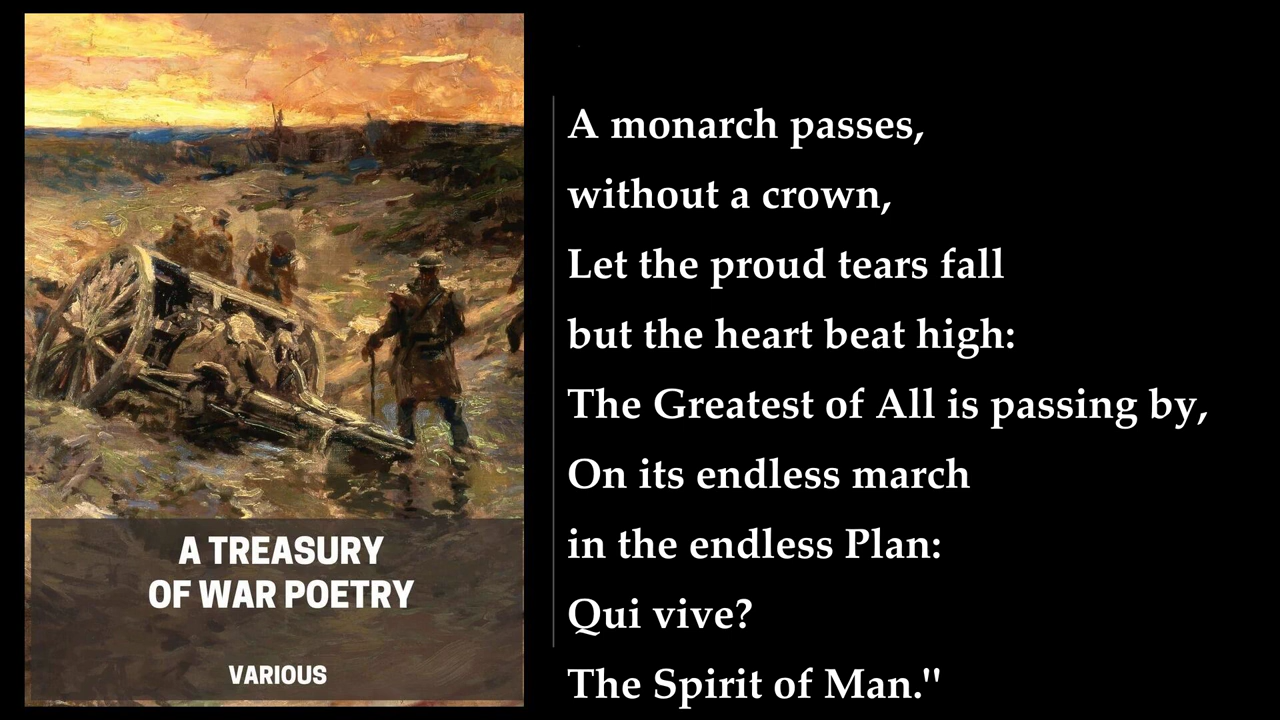 A TREASURY
OF WAR POETRY
VARIOUS
A monarch passes,
without a crown,
Let the proud tears fall
but the heart beat high:
The Greatest of All is passing by,
On its endless march
in the endless Plan:
Qui vive?
The Spirit of Man."